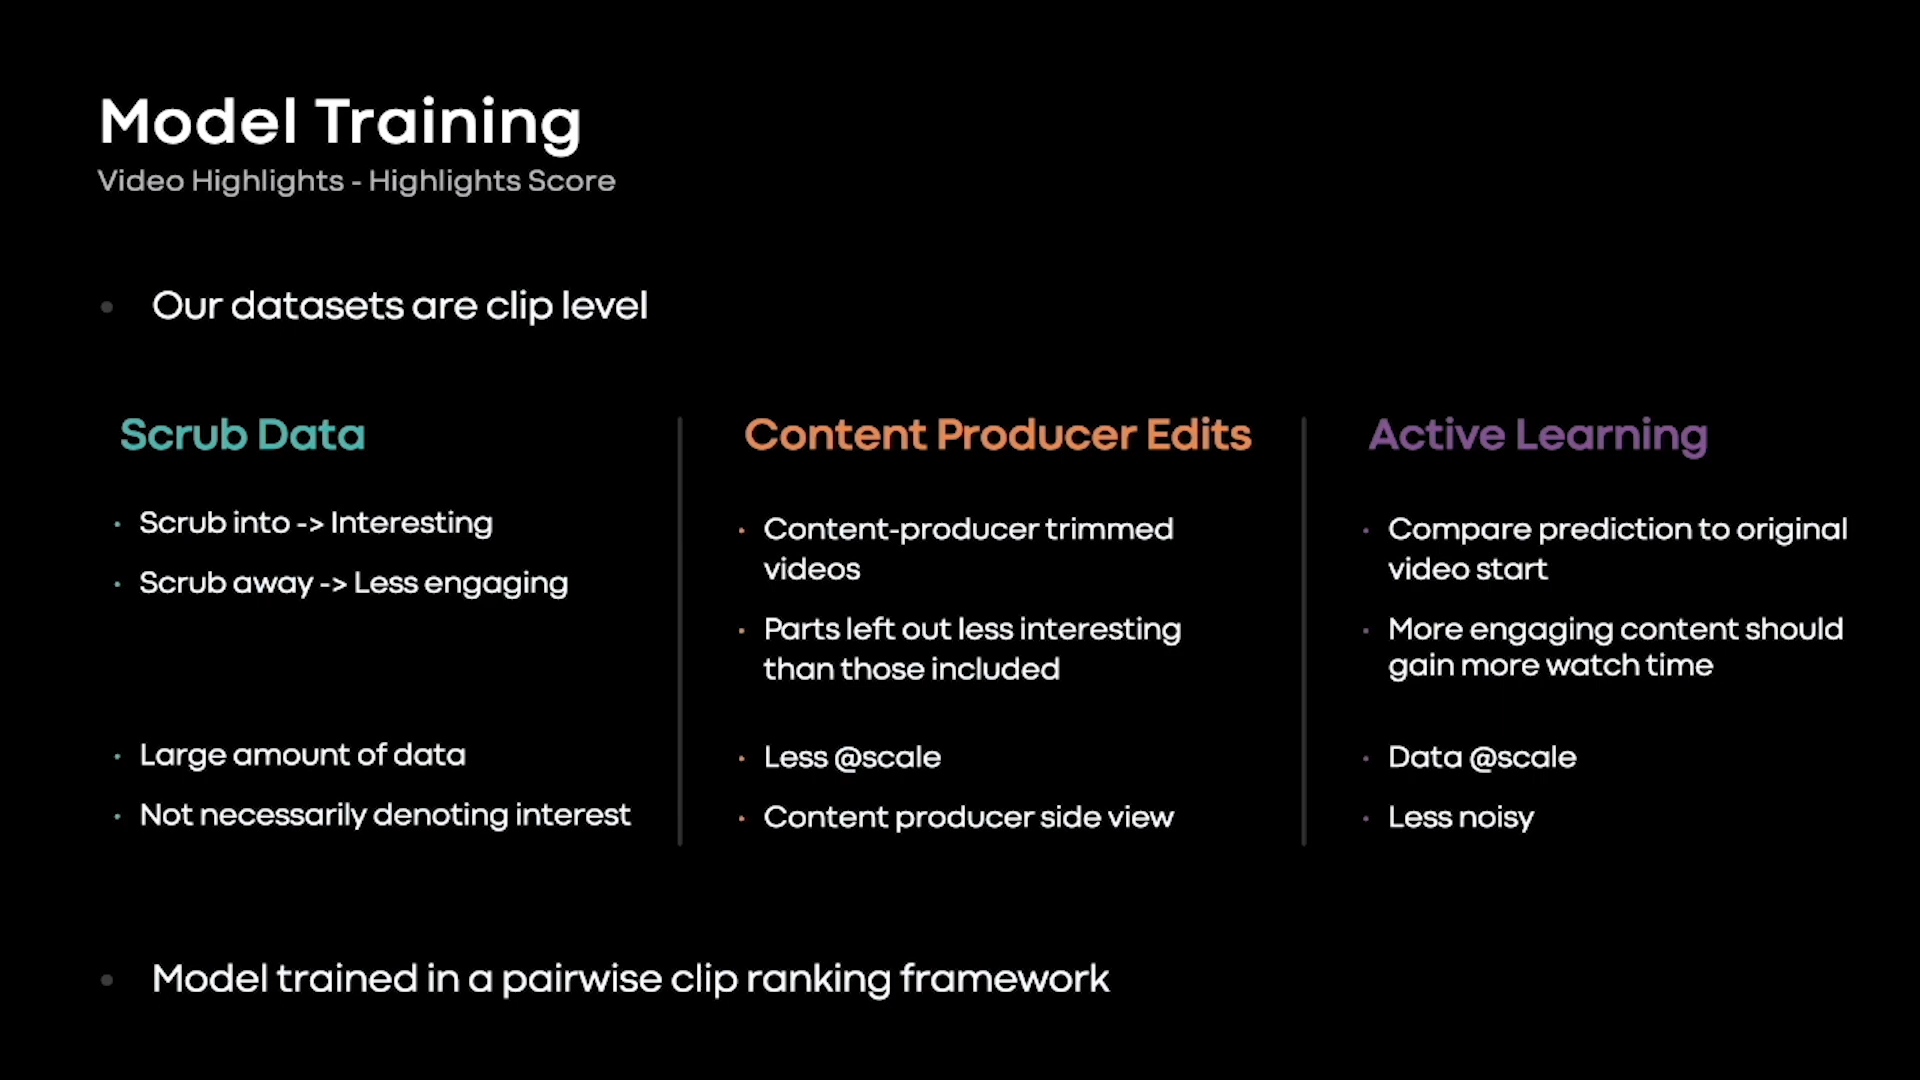 Model Training
Video Highlights - Highlights Score
• Our datasets are clip level
Scrub Data
• Scrub into -> Interesting
• Scrub away -> Less engaging
• Large amount of data
• Not necessarily denoting interest
Content Producer Edits
• Content-producer trimmed
videos
• Parts left out less interesting
than those included
• Less @scale
• Content producer side view
Active Learning
• Compare prediction to original
video start
• More engaging content should
gain more watch time
• Data @scale
• Less noisy
• Model trained in a pairwise clip ranking framework